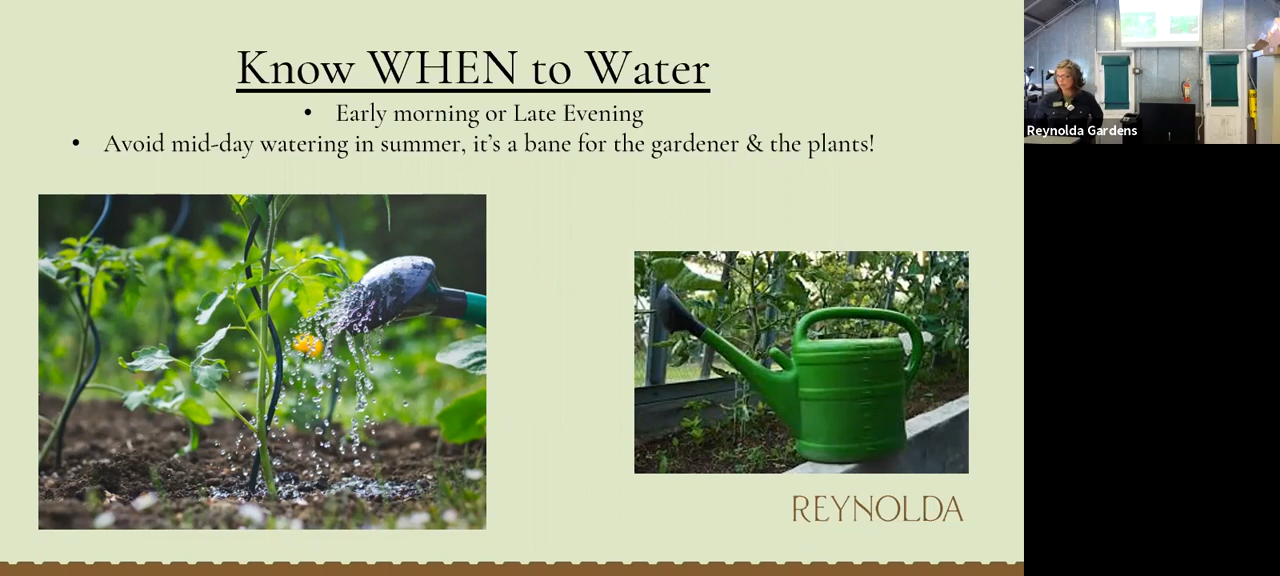 Know WHEN to Water
• Early morning or Late Evening
• Avoid mid-day watering in summer, it’s a bane for the gardener & the plants!
REYNOLDA
Reynolda Gardens